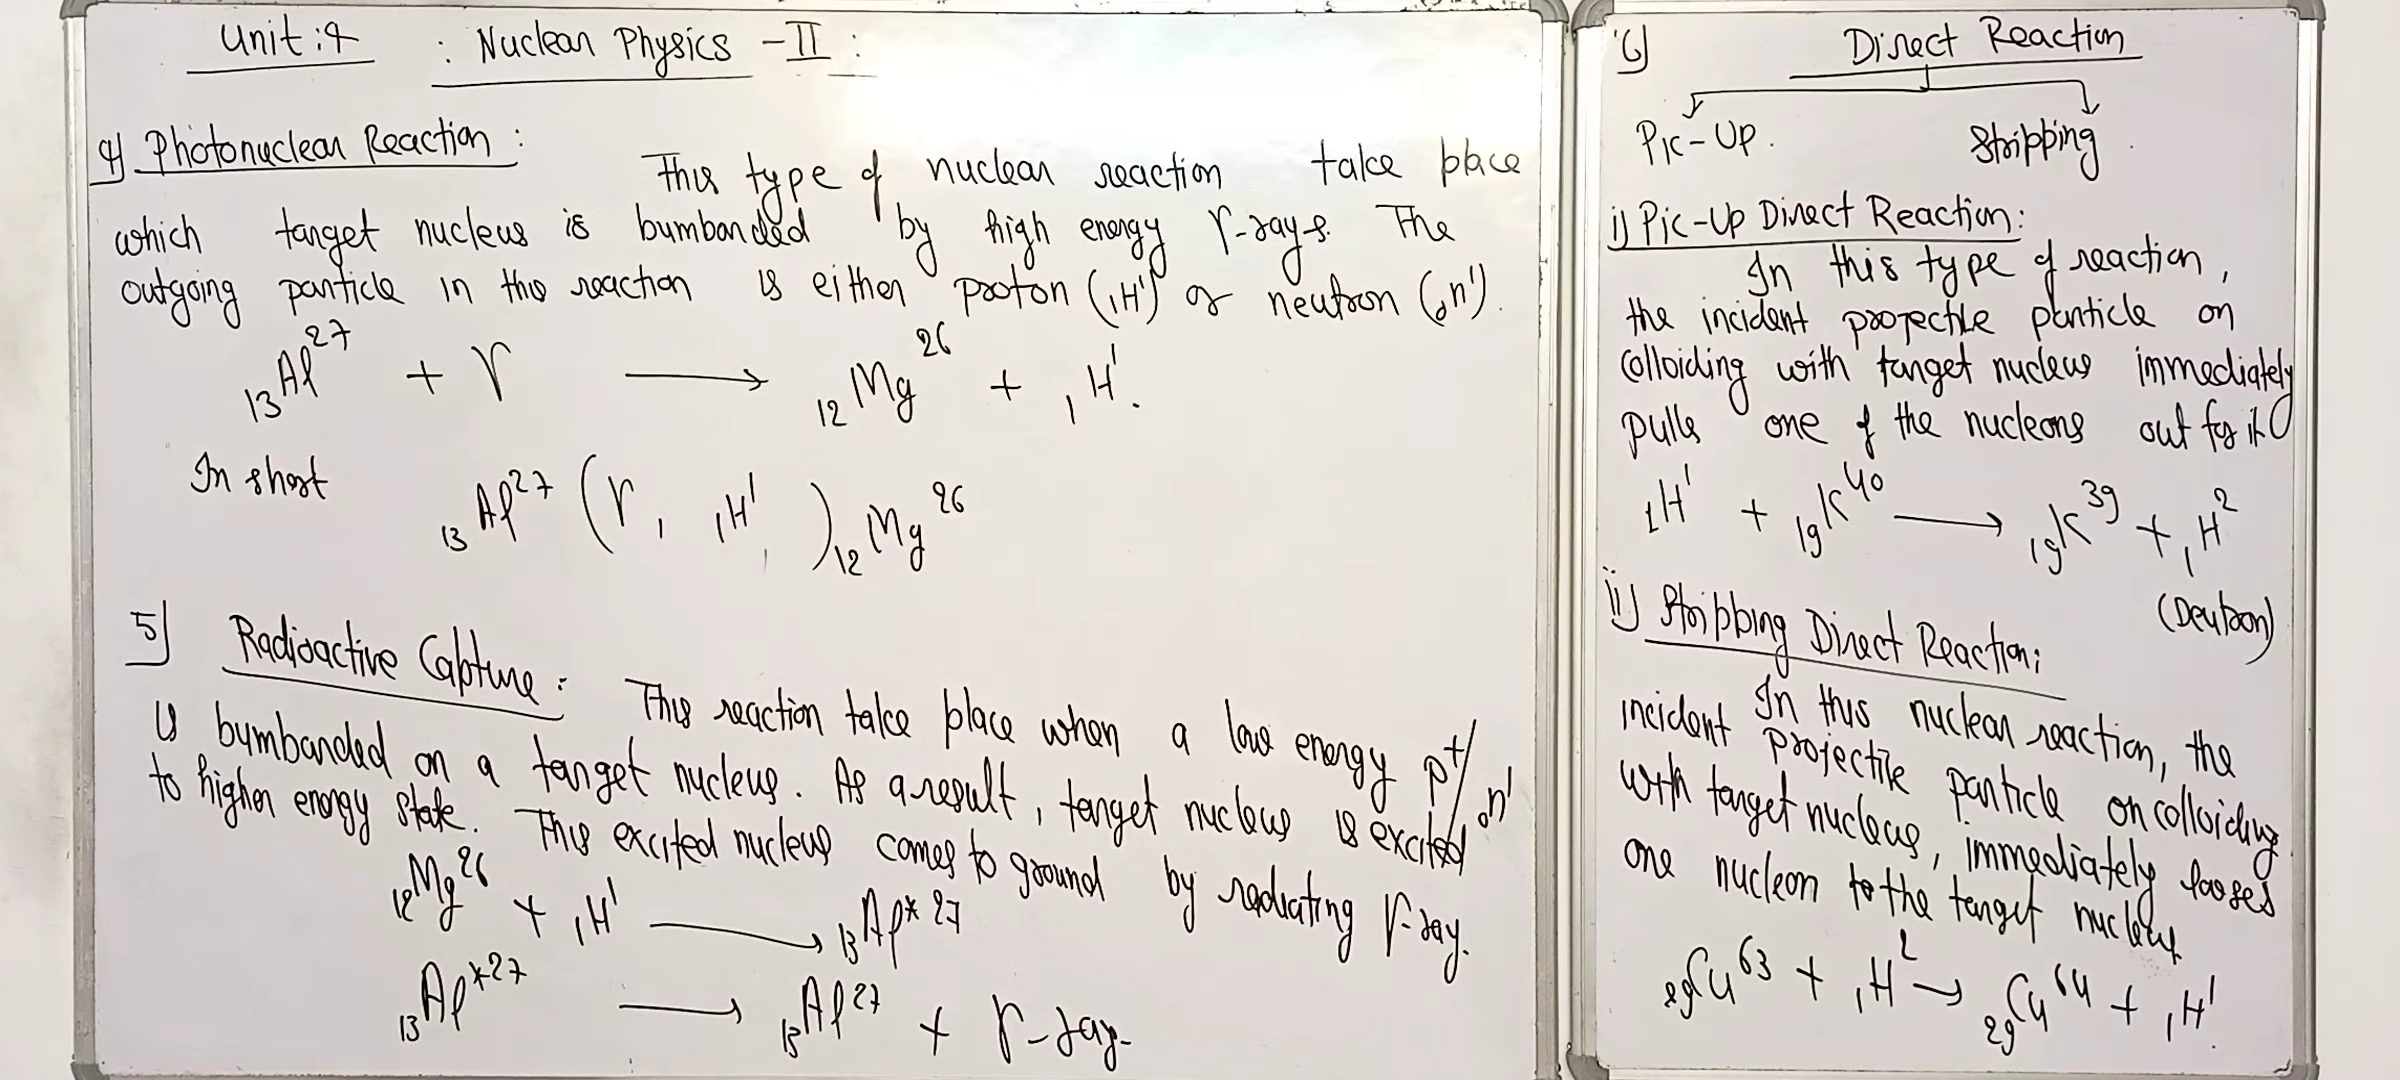 Unit:4 : Nuclear Physics - II :
4) Photonuclear Reaction :
This type of nuclear reaction take place
which target nucleus is bumbarded by high energy γ-rays. The
outgoing particle in this reaction is either proton (₁H¹) or neutron (₀n¹).
₁₃Al²⁷ + γ ⟶ ₁₂Mg²⁶ + ₁H¹.
In short ₁₃Al²⁷ (γ, ₁H¹, )₁₂Mg²⁶
5) Radioactive Capture : This reaction take place when a low energy p⁺/₀n¹
is bumbarded on a target nucleus. As a result, target nucleus is excited
to higher energy state. This excited nucleus comes to ground by radiating γ-ray.
₁₂Mg²⁶ + ₁H¹ ⟶ ₁₃Al*²⁷
₁₃Al*²⁷ ⟶ ₁₃Al²⁷ + γ-ray-
6) Direct Reaction
Pic-Up. Stripping.
i) Pic-Up Direct Reaction:
In this type of reaction,
the incident projectile particle on
colloiding with target nucleus immediately
pulls one of the nucleons out for it
₁H¹ + ₁₉K⁴⁰ ⟶ ₁₉K³⁹ + ₁H²
(Deutron)
ii) Stripping Direct Reaction:
In this nuclear reaction, the
incident projectile particle on colloiding
with target nucleus, immediately looses
one nucleon to the target nucleus
₂₉Cu⁶³ + ₁H² ⟶ ₂₉Cu⁶⁴ + ₁H¹.